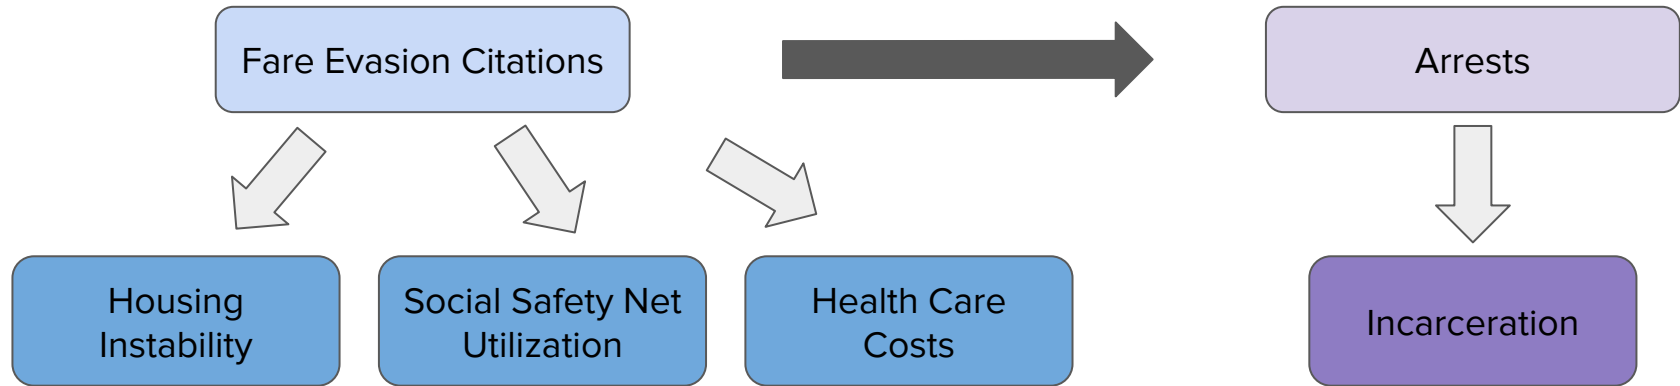 Fare Evasion Citations
Arrests
Housing
Instability
Social Safety Net
Utilization
Health Care
Costs
Incarceration